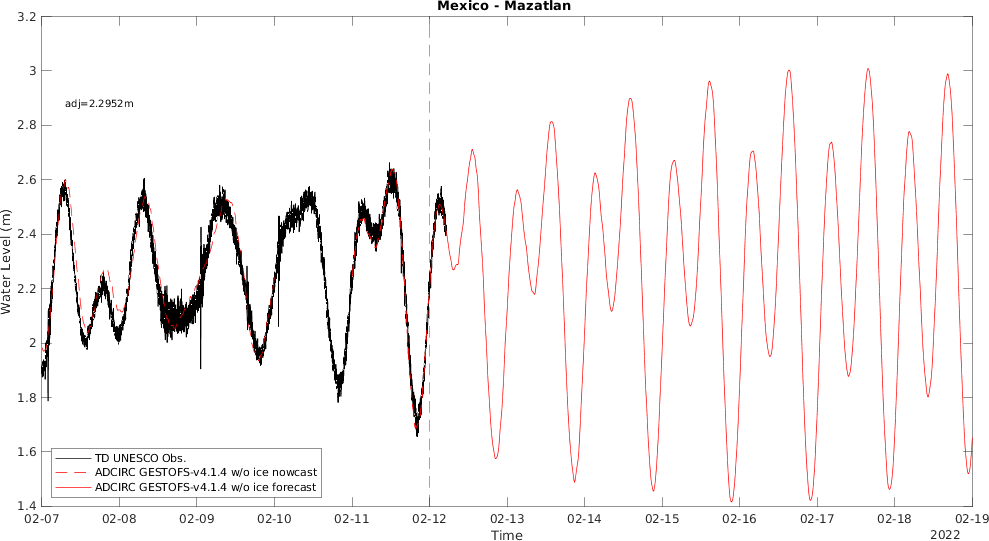 Mexico - Mazatlan
3.2
3
2.8
2.6
2.4
2.2
2
1.8
1.6
1.4
Water Level (m)
adj=2.2952m
TD UNESCO Obs.
ADCIRC GESTOFS-v4.1.4 w/o ice nowcast
ADCIRC GESTOFS-v4.1.4 w/o ice forecast
02-07 02-08 02-09 02-10 02-11 02-12 02-13 02-14 02-15 02-16 02-17 02-18 02-19
Time
2022